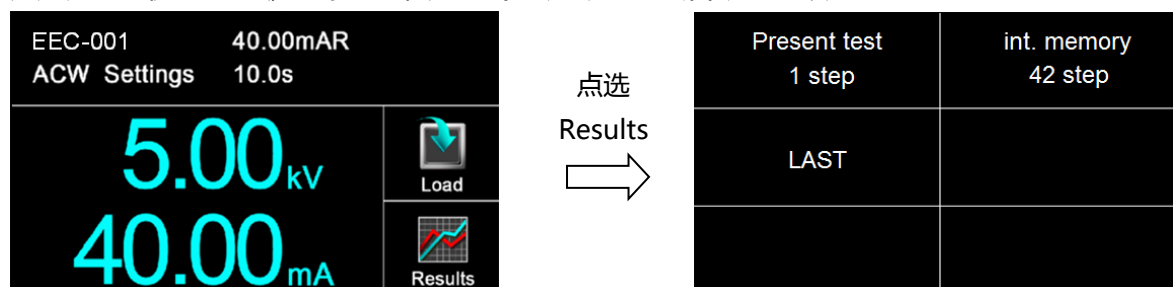 EEC-001 40.00mAR
ACW Settings 10.0s
5.00kV
Load
40.00mA
Results
点选
Results
Present test
1 step
int. memory
42 step
LAST